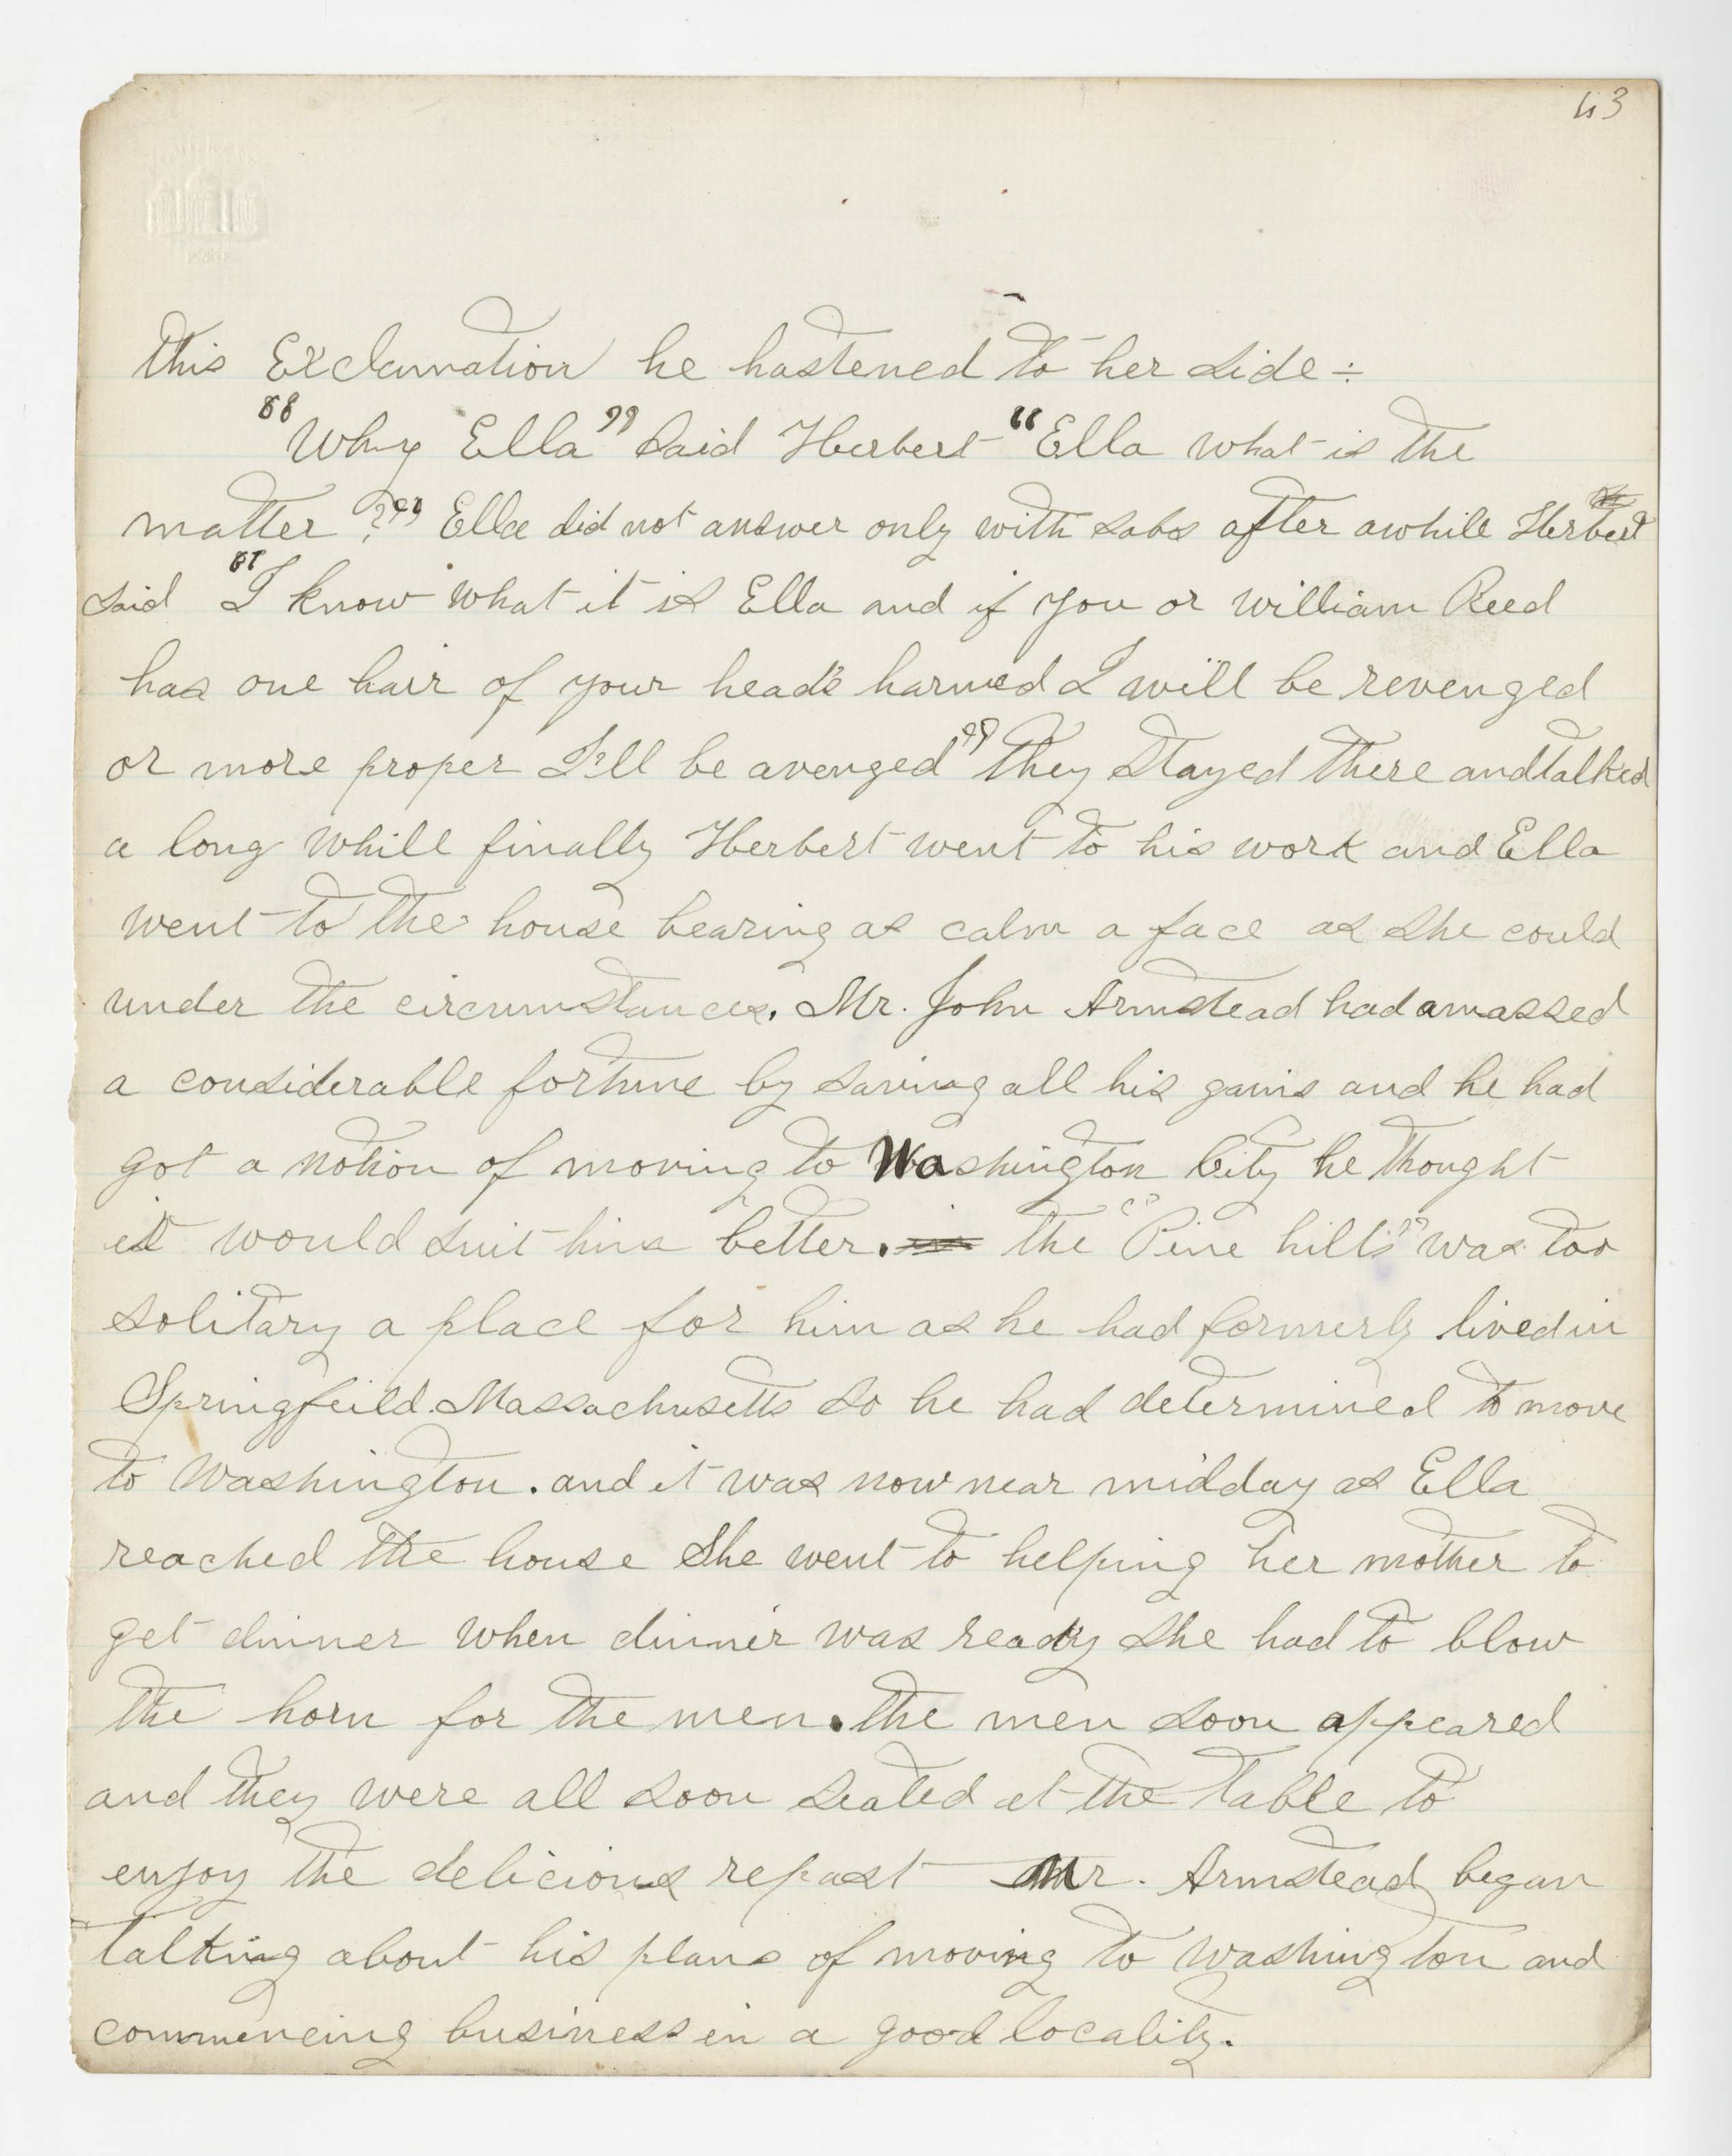 43
this Exclamation he hastened to her side ÷
"Why Ella" said Herbert "Ella what is the
matter?" Ella did not answer only with sobs after awhile Herbert
said "I know what it is Ella and if you or william Reed
has one hair of your head's harmed I will be revenged
or more proper I'll be avenged" they stayed there and talked
a long whill finally Herbert went to his work and Ella
went to the house bearing as calm a face as she could
under the circumstances. Mr. John Armstead had amassed
a considerable fortune by saving all his gains and he had
got a notion of moving to Washington City he thought
it would suit him better. the "Pine hills" was too
solitary a place for him as he had formerly lived in
Springfeild Massachusetts so he had determined to move
to Washington. and it was now near midday as Ella
reached the house She went to helping her mother to
get dinner when dinner was ready she had to blow
the horn for the men. the men soon appeared
and they were all soon seated at the table to
enjoy the delicious repast Mr. Armstead began
talking about his plans of moving to Washington and
commencing business in a good locality.